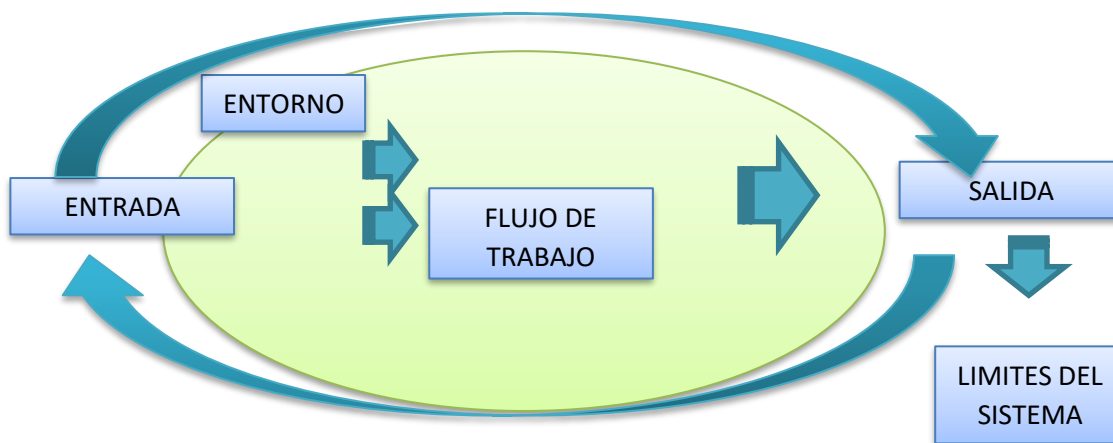 ENTORNO
ENTRADA
FLUJO DE
TRABAJO
SALIDA
LIMITES DEL
SISTEMA